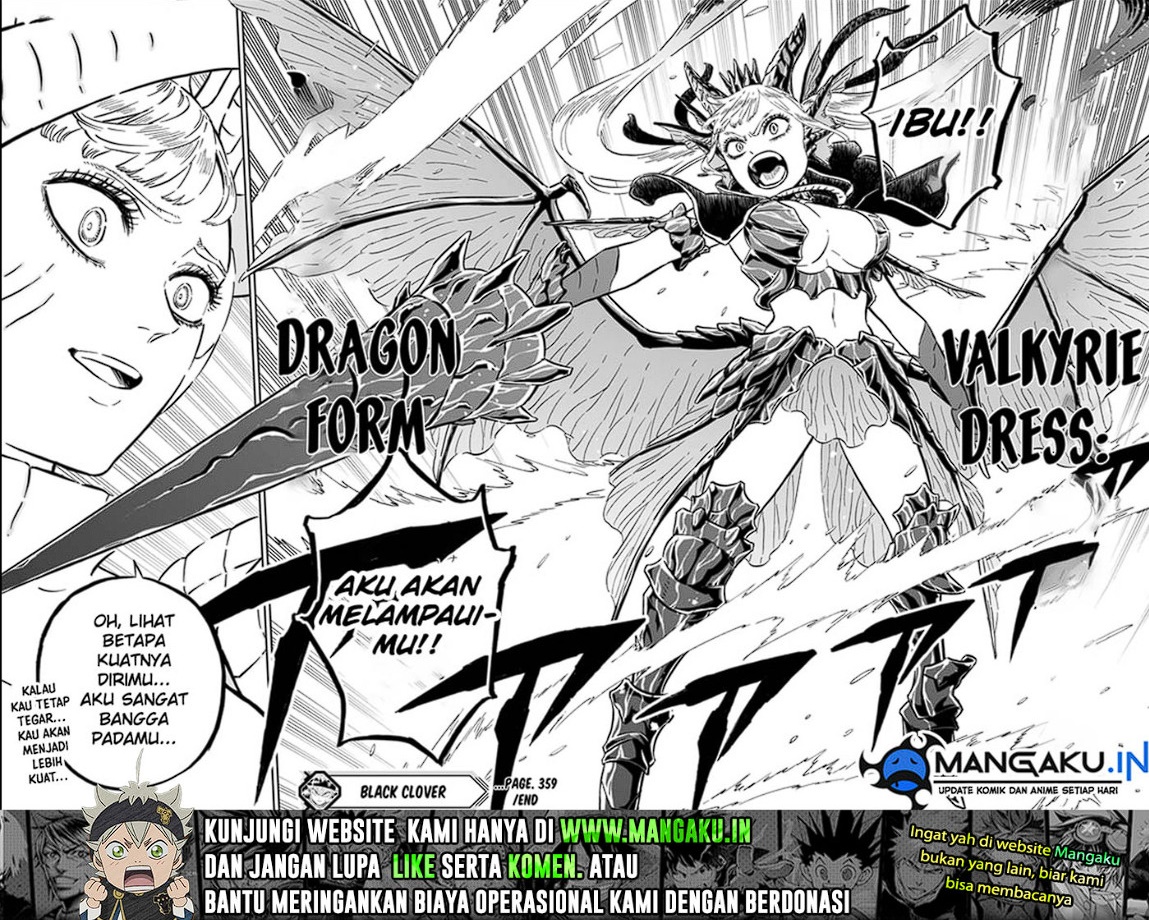 IBU!!
VALKYRIE
DRESS:
DRAGON
FORM
AKU AKAN
MELAMPAUI-
MU!!
OH, LIHAT
BETAPA
KUATNYA
DIRIMU...
AKU SANGAT
BANGGA
PADAMU...
KALAU
KAU TETAP
TEGAR...
KAU AKAN
MENJADI
LEBIH
KUAT...
BLACK CLOVER
...PAGE. 359
/END
MANGAKU.IN
UPDATE KOMIK DAN ANIME SETIAP HARI
KUNJUNGI WEBSITE KAMI HANYA DI WWW.MANGAKU.IN
DAN JANGAN LUPA LIKE SERTA KOMEN. ATAU
BANTU MERINGANKAN BIAYA OPERASIONAL KAMI DENGAN BERDONASI
Ingat yah di website Mangaku
bukan yang lain, biar kami
bisa membacanya